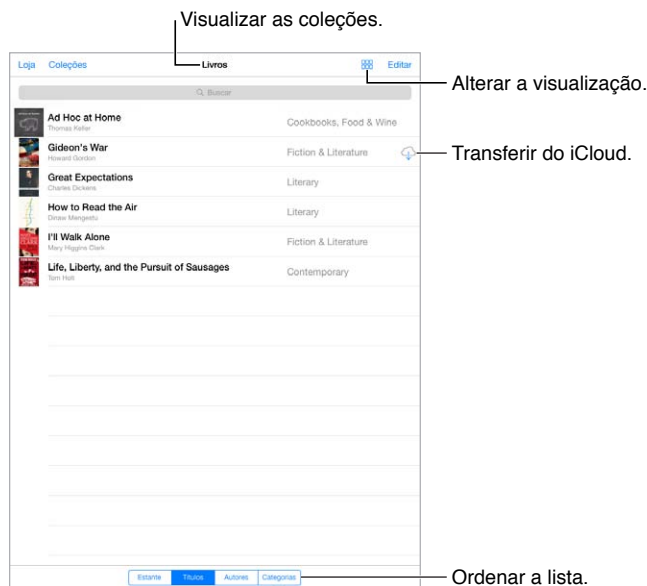 Visualizar as coleções.
Loja Coleções Livros Editar
Alterar a visualização.
Buscar
Ad Hoc at Home
Thomas Keller
Cookbooks, Food & Wine
Gideon's War
Howard Gordon
Fiction & Literature
Transferir do iCloud.
Great Expectations
Charles Dickens
Literary
How to Read the Air
Dinaw Mengestu
Literary
I'll Walk Alone
Mary Higgins Clark
Fiction & Literature
Life, Liberty, and the Pursuit of Sausages
Tom Holt
Contemporary
Estante Títulos Autores Categorias
Ordenar a lista.